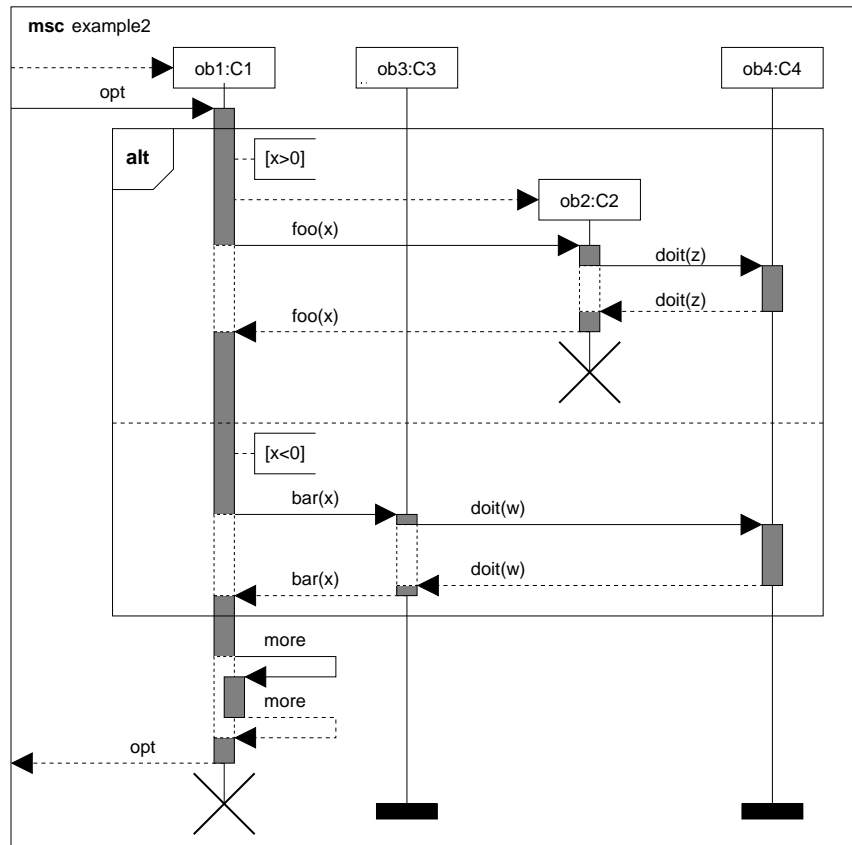 msc example2
ob1:C1
ob3:C3
ob4:C4
opt
alt
[x>0]
ob2:C2
foo(x)
doit(z)
doit(z)
foo(x)
[x<0]
bar(x)
doit(w)
bar(x)
doit(w)
more
more
opt